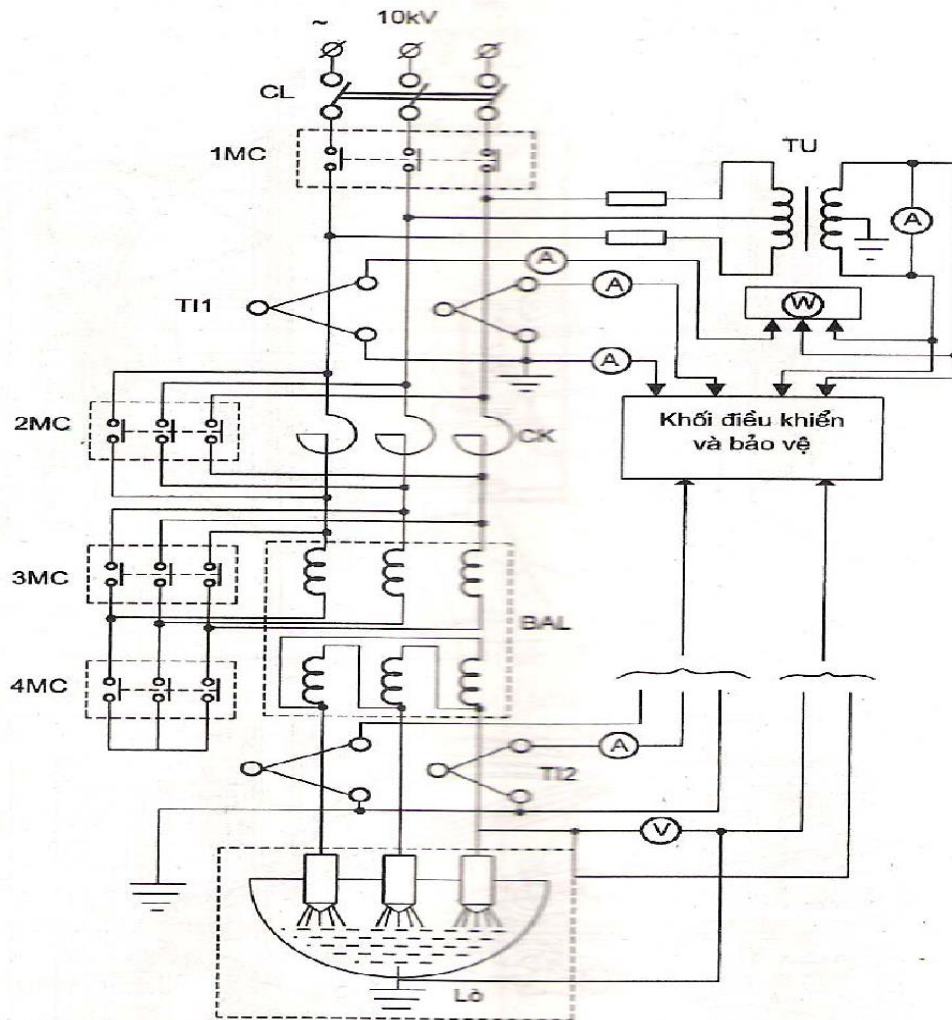 ~ 10kV
CL
1MC
TU
A
A
TI1
A
W
A
2MC
CK
Khối điều khiển
và bảo vệ
3MC
BAL
4MC
A
TI2
V
Lò